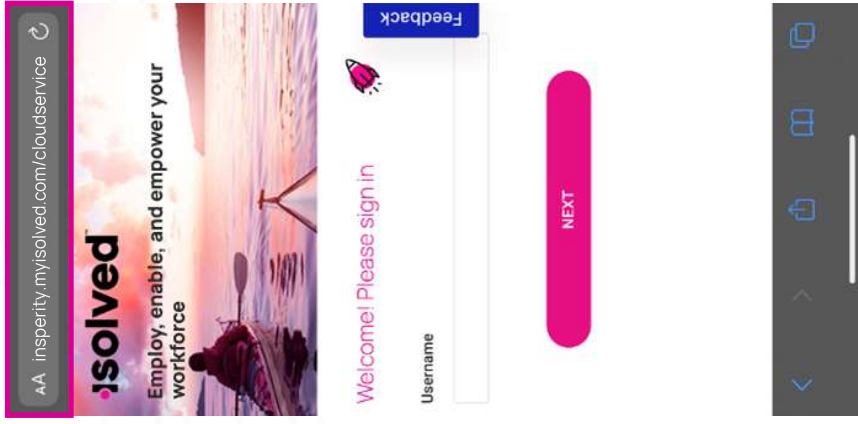 AA insperity.myisolved.com/cloudservice
isolved
Employ, enable, and empower your
workforce
Welcome! Please sign in
Username
Feedback
NEXT